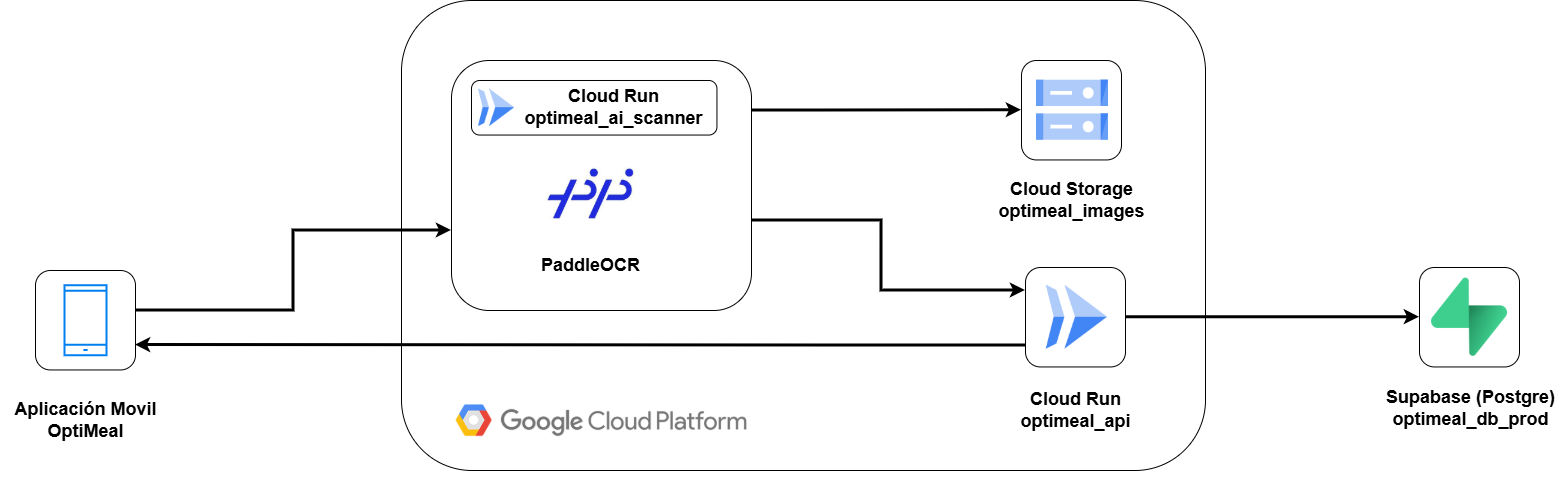 Cloud Run
optimeal_ai_scanner
PaddleOCR
Cloud Storage
optimeal_images
Aplicación Movil
OptiMeal
Google Cloud Platform
Cloud Run
optimeal_api
Supabase (Postgre)
optimeal_db_prod